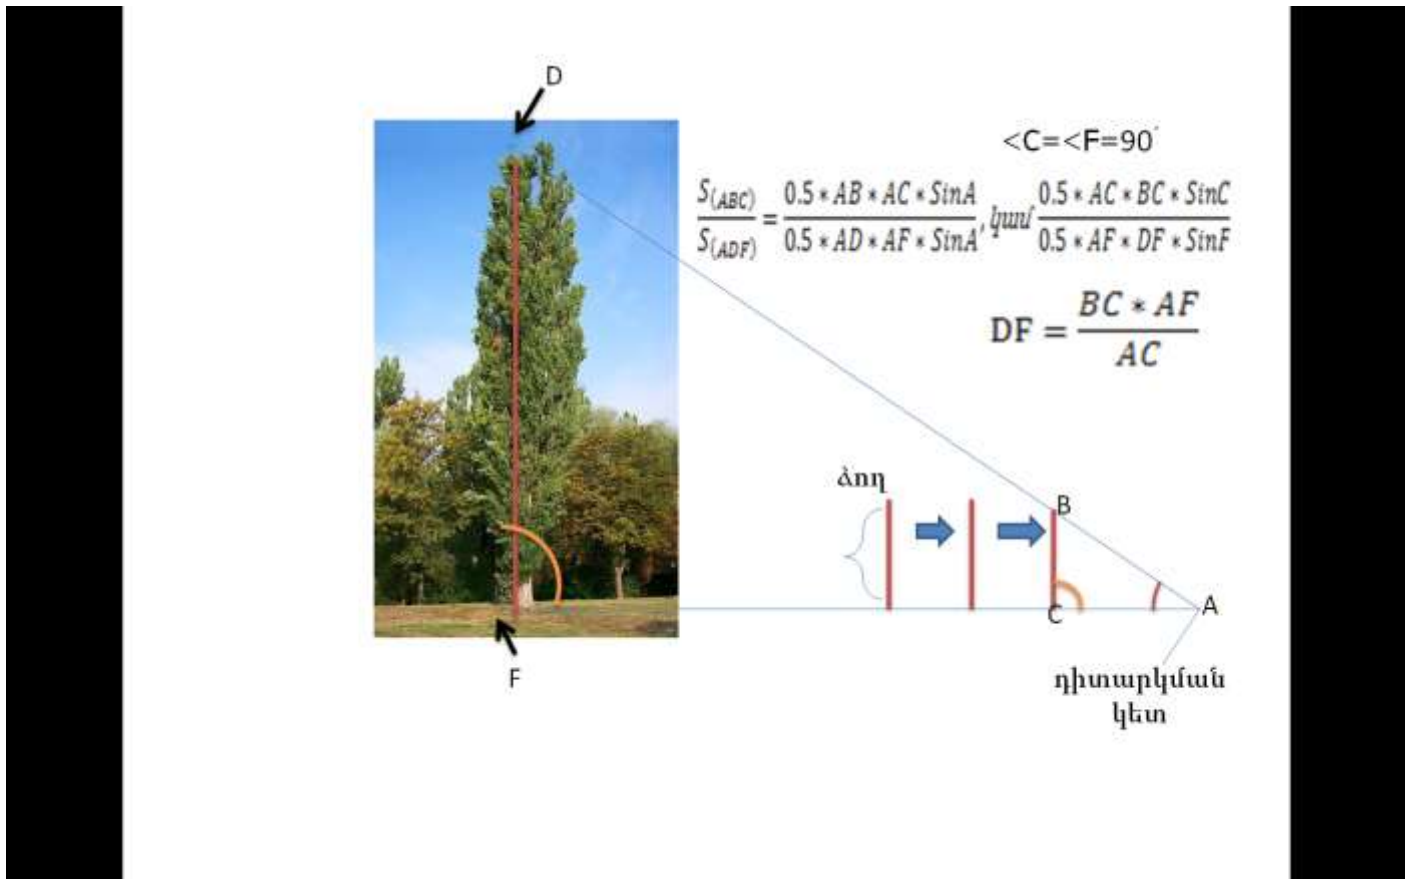 D
<C=<F=90՛
S(ABC)/S(ADF) = (0.5 * AB * AC * SinA)/(0.5 * AD * AF * SinA), կամ (0.5 * AC * BC * SinC)/(0.5 * AF * DF * SinF)
DF = (BC * AF)/AC
ձող
B
C
A
F
դիտարկման
կետ